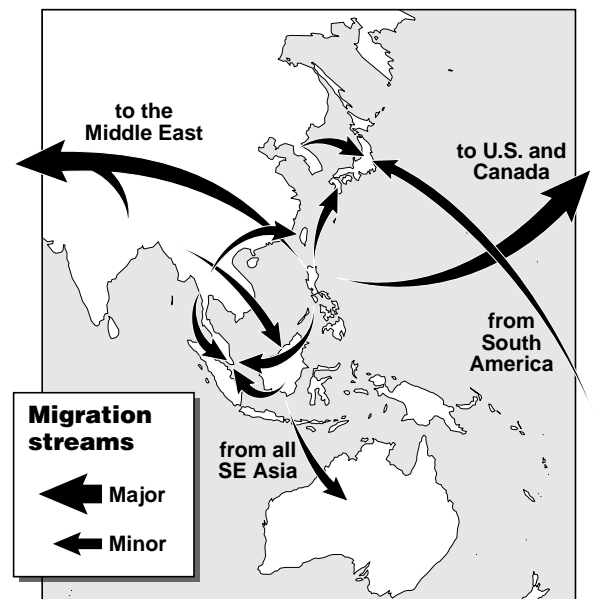 to the
Middle East
to U.S. and
Canada
from
South
America
from all
SE Asia
Migration
streams
Major
Minor